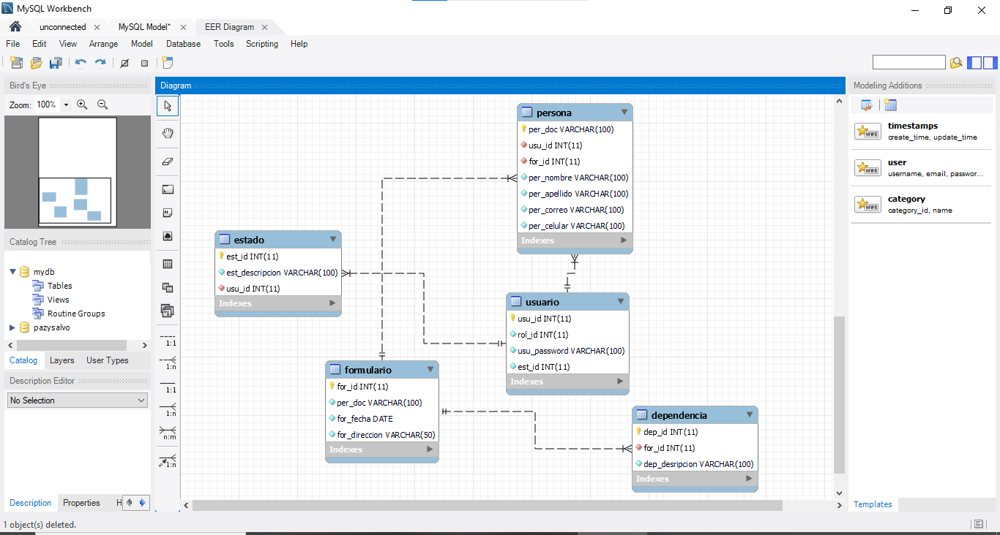 MySQL Workbench
unconnected
MySQL Model*
EER Diagram
File Edit View Arrange Model Database Tools Scripting Help
Bird's Eye
Zoom: 100%
Catalog Tree
mydb
Tables
Views
Routine Groups
pazysalvo
Catalog Layers User Types
Description Editor
No Selection
Description Properties H
1 object(s) deleted.
Diagram
1:1
1:n
1:1
1:n
n:m
1:n
persona
per_doc VARCHAR(100)
usu_id INT(11)
for_id INT(11)
per_nombre VARCHAR(100)
per_apellido VARCHAR(100)
per_correo VARCHAR(100)
per_celular VARCHAR(100)
Indexes
estado
est_id INT(11)
est_descripcion VARCHAR(100)
usu_id INT(11)
Indexes
usuario
usu_id INT(11)
rol_id INT(11)
usu_password VARCHAR(100)
est_id INT(11)
Indexes
formulario
for_id INT(11)
per_doc VARCHAR(100)
for_fecha DATE
for_direccion VARCHAR(50)
Indexes
dependencia
dep_id INT(11)
for_id INT(11)
dep_desripcion VARCHAR(100)
Indexes
Modeling Additions
MWB
timestamps
create_time, update_time
MWB
user
username, email, passwor...
MWB
category
category_id, name
Templates